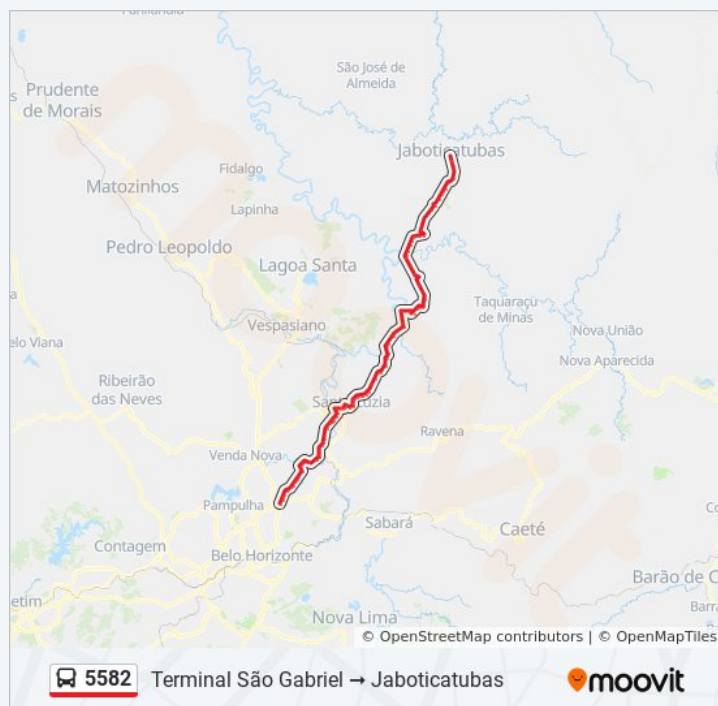 São José de
Almeida
Prudente
de Morais
Jaboticatubas
Fidalgo
Matozinhos
Lapinha
Pedro Leopoldo
Lagoa Santa
Taquaraçu
de Minas
Vespasiano
Nova União
elo Viana
Nova Aparecida
Ribeirão
das Neves
Santa Luzia
Ravena
Venda Nova
Pampulha
Sabará
Caeté
Contagem
Belo Horizonte
Barão de C
etim
Nova Lima
Barra
© OpenStreetMap contributors | © OpenMapTiles
5582 Terminal São Gabriel → Jaboticatubas
moovit